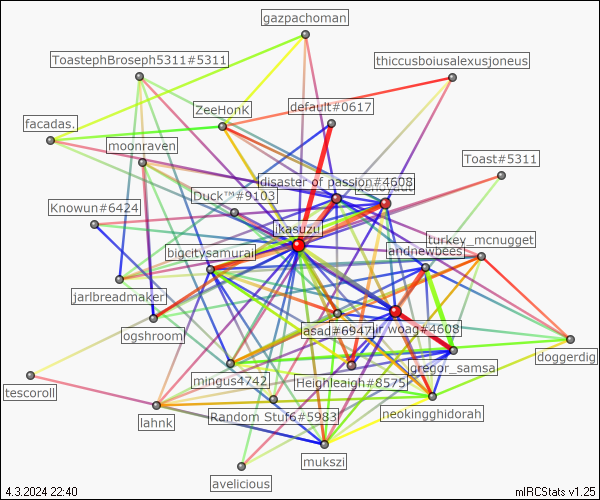 gazpachoman
ToastephBroseph5311#5311
thiccusboiusalexusjoneus
ZeeHonK
default#0617
facadas.
moonraven
Toast#5311
disaster of passion#4608
Duck™#9103
Knowun#6424
ikasuzu
turkey_mcnugget
andnewbees
bigcitysamurai
jarlbreadmaker
ogshroom
asad#6947
woag#4608
doggerdig
gregor_samsa
mingus4742
Heighleaigh#8575
tescoroll
Random Stuf6#5983
neokingghidorah
lahnk
mukszi
avelicious
4.3.2024 22:40
mIRCStats v1.25